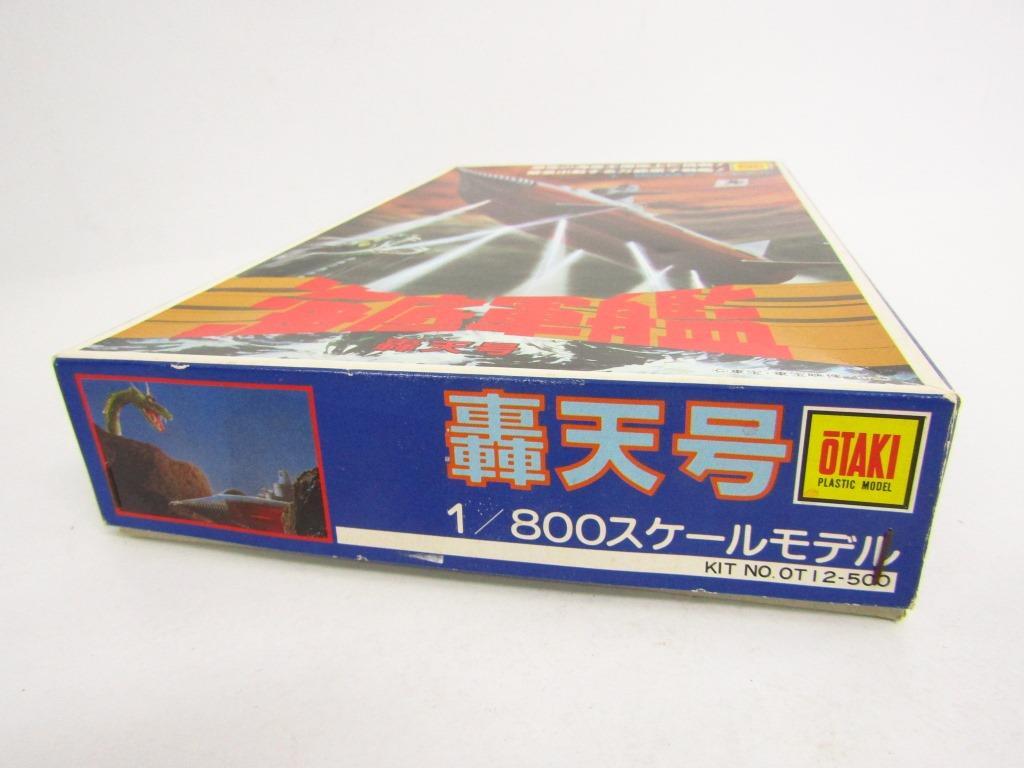 海底軍艦
轟天号
轟天号
ŌTAKI
PLASTIC MODEL
1/800スケールモデル
KIT NO. OT12-500